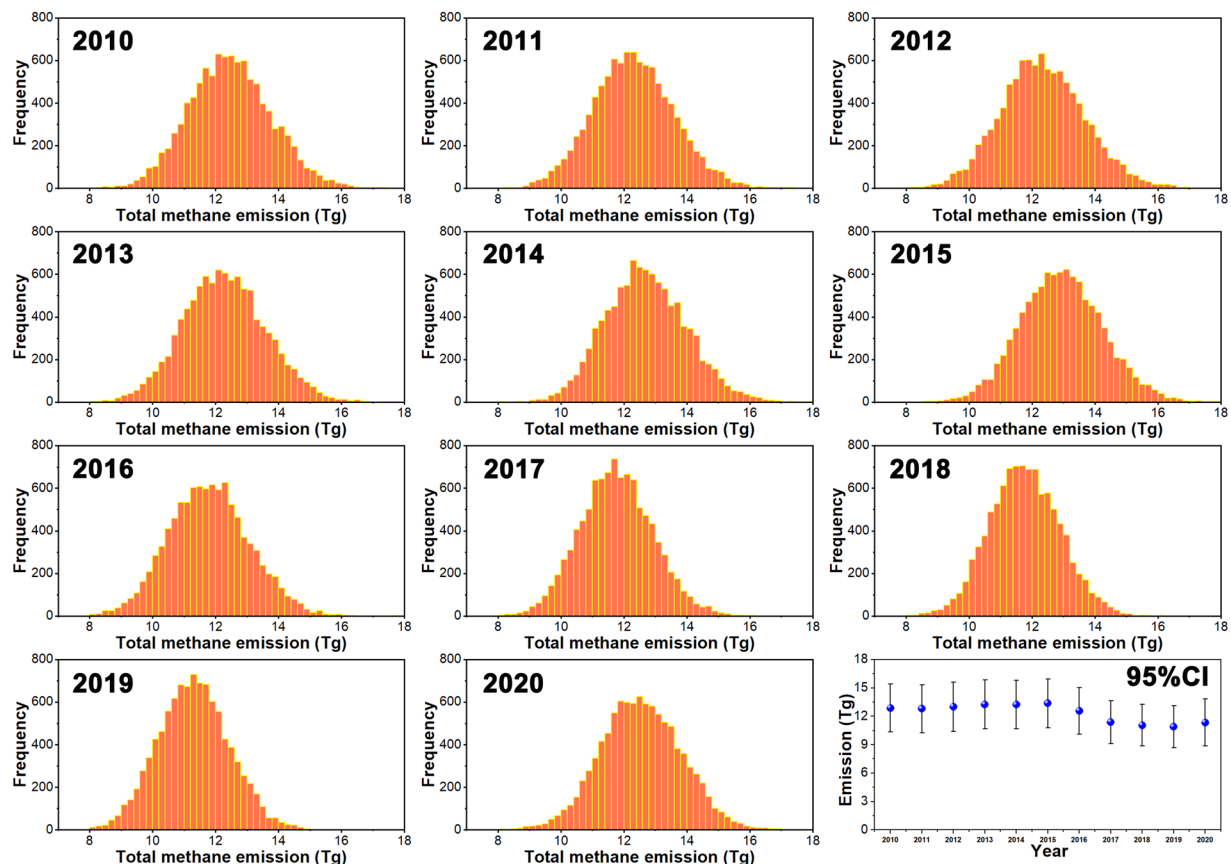 2010
800
600
400
200
0
Frequency
8 10 12 14 16 18
Total methane emission (Tg)
2011
800
600
400
200
0
Frequency
8 10 12 14 16 18
Total methane emission (Tg)
2012
800
600
400
200
0
Frequency
8 10 12 14 16 18
Total methane emission (Tg)
2013
800
600
400
200
0
Frequency
8 10 12 14 16 18
Total methane emission (Tg)
2014
800
600
400
200
0
Frequency
8 10 12 14 16 18
Total methane emission (Tg)
2015
800
600
400
200
0
Frequency
8 10 12 14 16 18
Total methane emission (Tg)
2016
800
600
400
200
0
Frequency
8 10 12 14 16 18
Total methane emission (Tg)
2017
800
600
400
200
0
Frequency
8 10 12 14 16 18
Total methane emission (Tg)
2018
800
600
400
200
0
Frequency
8 10 12 14 16 18
Total methane emission (Tg)
2019
800
600
400
200
0
Frequency
8 10 12 14 16 18
Total methane emission (Tg)
2020
800
600
400
200
0
Frequency
8 10 12 14 16 18
Total methane emission (Tg)
95%CI
18
15
12
9
6
3
0
Emission (Tg)
2010 2011 2012 2013 2014 2015 2016 2017 2018 2019 2020
Year